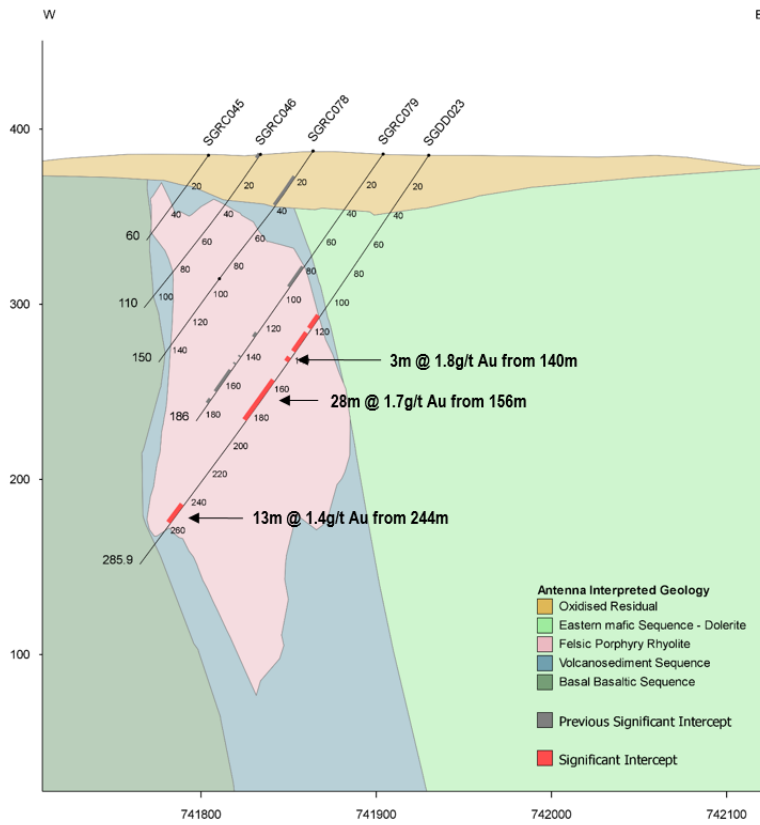 W
E
400
300
200
100
SGRC045
SGRC046
SGRC078
SGRC079
SGDD023
20
20
20
20
20
40
40
40
40
40
60
60
60
60
60
80
80
80
80
100
100
100
100
120
120
120
140
140
160
160
180
180
200
220
240
260
60
110
150
186
285.9
3m @ 1.8g/t Au from 140m
28m @ 1.7g/t Au from 156m
13m @ 1.4g/t Au from 244m
Antenna Interpreted Geology
Oxidised Residual
Eastern mafic Sequence - Dolerite
Felsic Porphyry Rhyolite
Volcanosediment Sequence
Basal Basaltic Sequence
Previous Significant Intercept
Significant Intercept
741800
741900
742000
742100